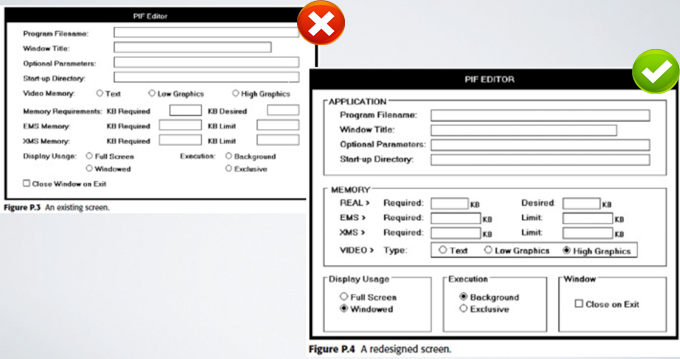 PIF Editor
Program Filename:
Window Title:
Optional Parameters:
Start-up Directory:
Video Memory: Text Low Graphics High Graphics
Memory Requirements: KB Required KB Desired
EMS Memory: KB Required KB Limit
XMS Memory: KB Required KB Limit
Display Usage: Full Screen Execution: Background
Windowed Exclusive
Close Window on Exit
Figure P.3 An existing screen.
PIF EDITOR
APPLICATION
Program Filename:
Window Title:
Optional Parameters:
Start-up Directory:
MEMORY
REAL > Required: KB Desired: KB
EMS > Required: KB Limit: KB
XMS > Required: KB Limit: KB
VIDEO > Type: Text Low Graphics High Graphics
Display Usage Execution Window
Full Screen Background Close on Exit
Windowed Exclusive
Figure P.4 A redesigned screen.